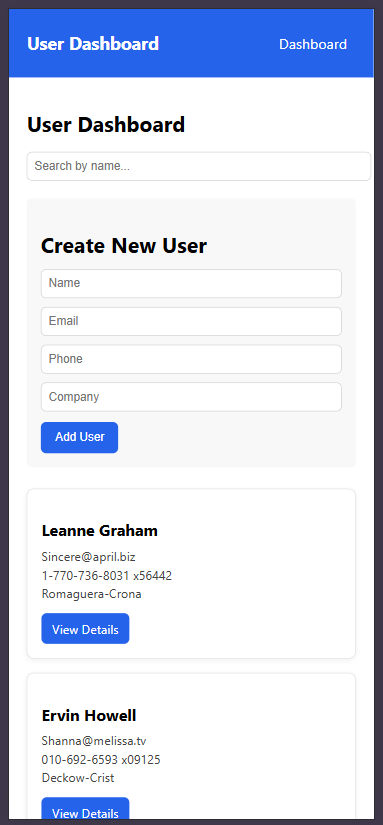 User Dashboard
Dashboard
User Dashboard
Search by name...
Create New User
Name
Email
Phone
Company
Add User
Leanne Graham
Sincere@april.biz
1-770-736-8031 x56442
Romaguera-Crona
View Details
Ervin Howell
Shanna@melissa.tv
010-692-6593 x09125
Deckow-Crist
View Details